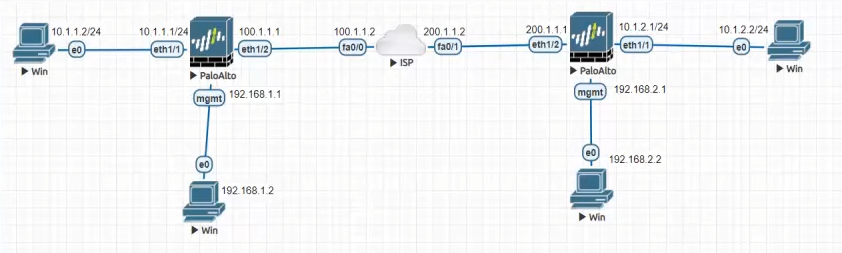 10.1.1.2/24
e0
Win
10.1.1.1/24
eth1/1
100.1.1.1
eth1/2
PaloAlto
mgmt
192.168.1.1
e0
192.168.1.2
Win
100.1.1.2
fa0/0
ISP
200.1.1.2
fa0/1
200.1.1.1
eth1/2
PaloAlto
10.1.2.1/24
eth1/1
mgmt
192.168.2.1
e0
192.168.2.2
Win
10.1.2.2/24
e0
Win